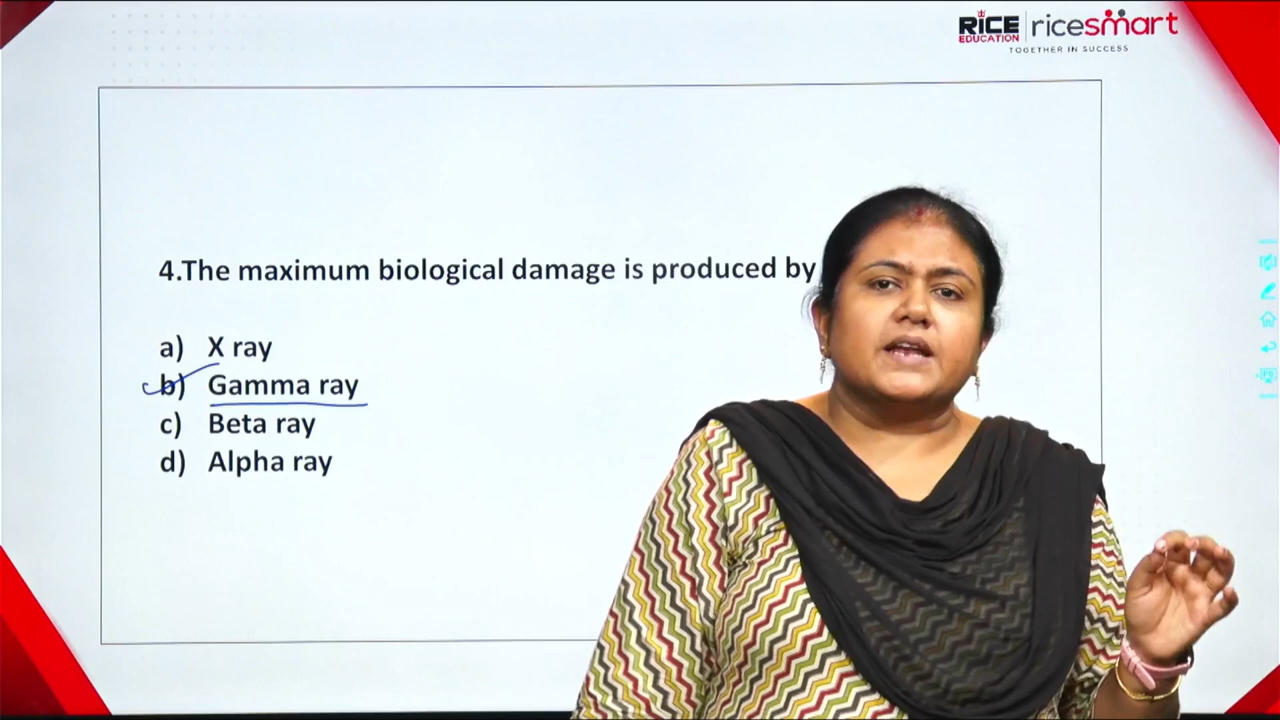 RICE EDUCATION ricesmart
TOGETHER IN SUCCESS
4.The maximum biological damage is produced by
a) X ray
b) Gamma ray
c) Beta ray
d) Alpha ray